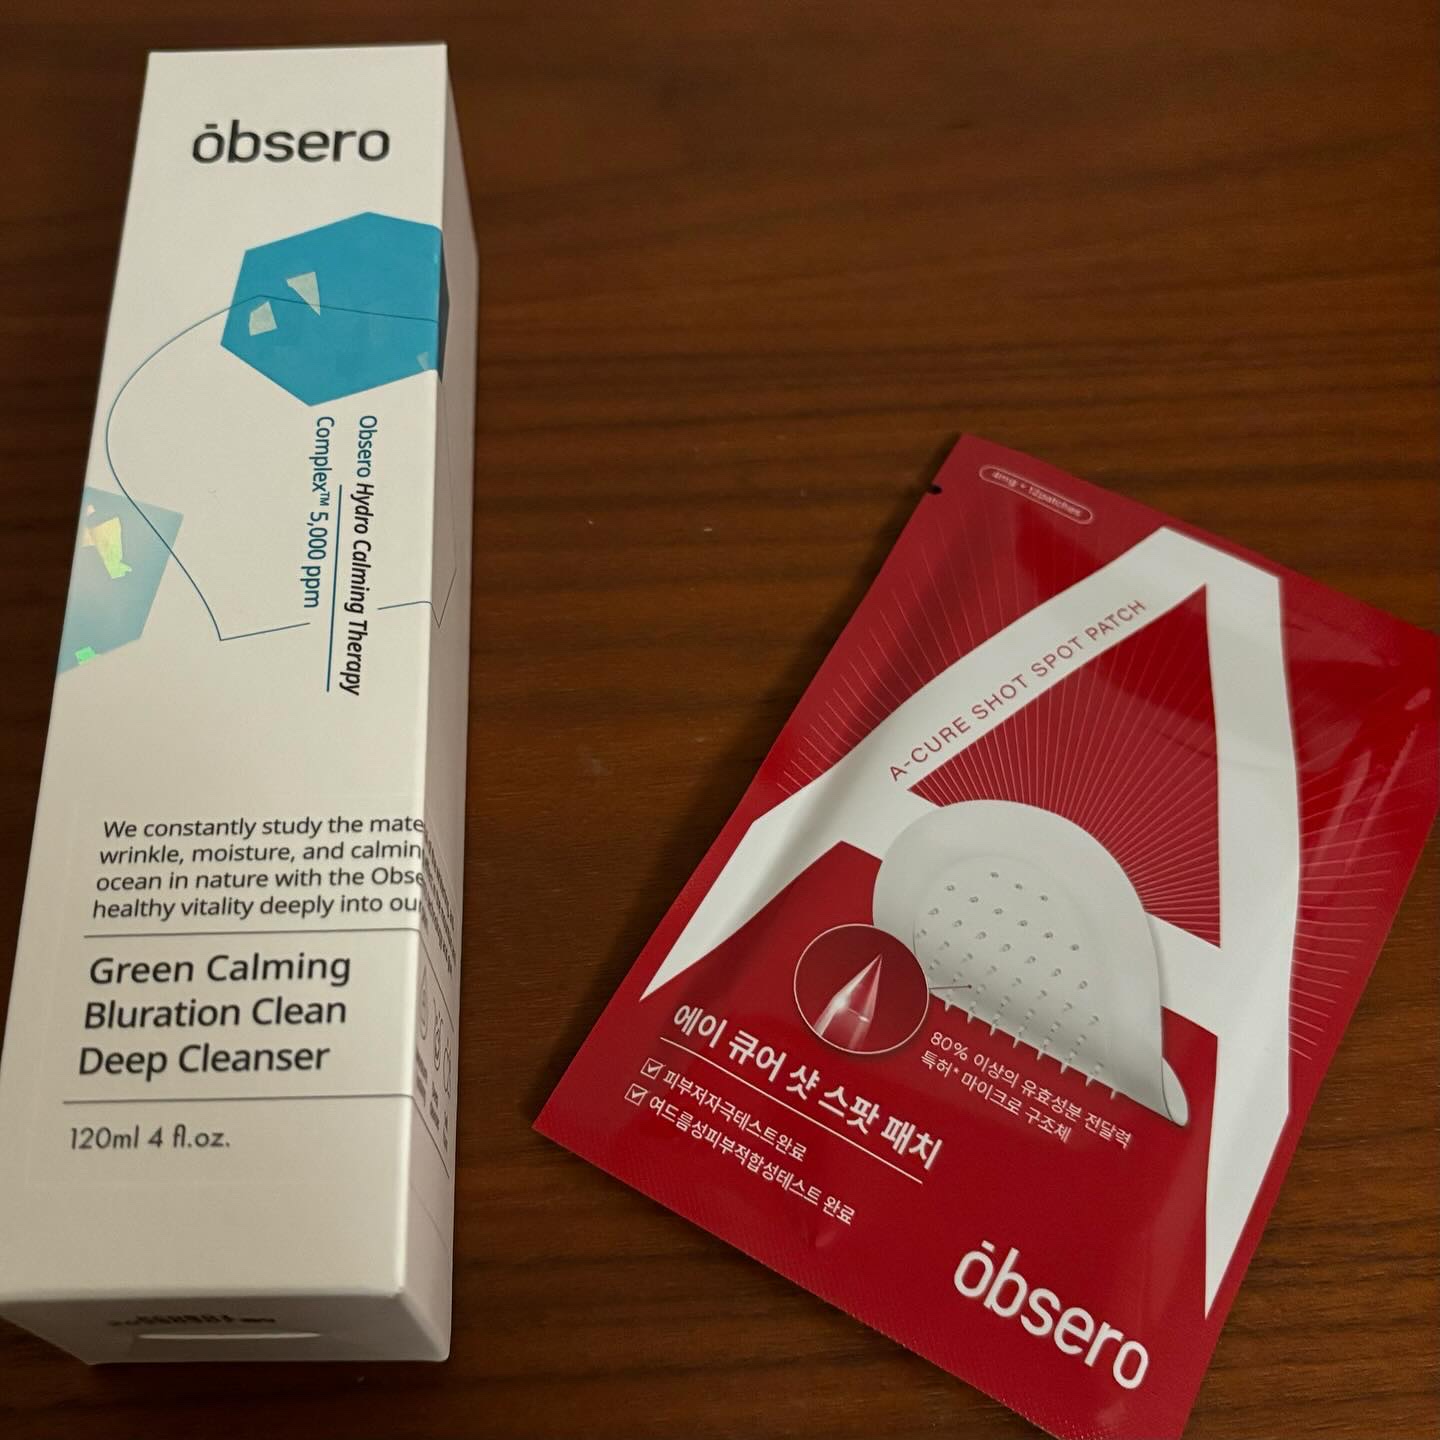 ōbsero
Obsero Hydro Calming Therapy
Complex™ 5,000 ppm
We constantly study the mate
wrinkle, moisture, and calmin
ocean in nature with the Obse
healthy vitality deeply into ou
Green Calming
Bluration Clean
Deep Cleanser
120ml 4 fl.oz.
4mg * 12patches
A-CURE SHOT SPOT PATCH
80% 이상의 유효성분 전달력
특허* 마이크로 구조체
에이 큐어 샷 스팟 패치
피부저자극테스트완료
여드름성피부적합성테스트 완료
ōbsero